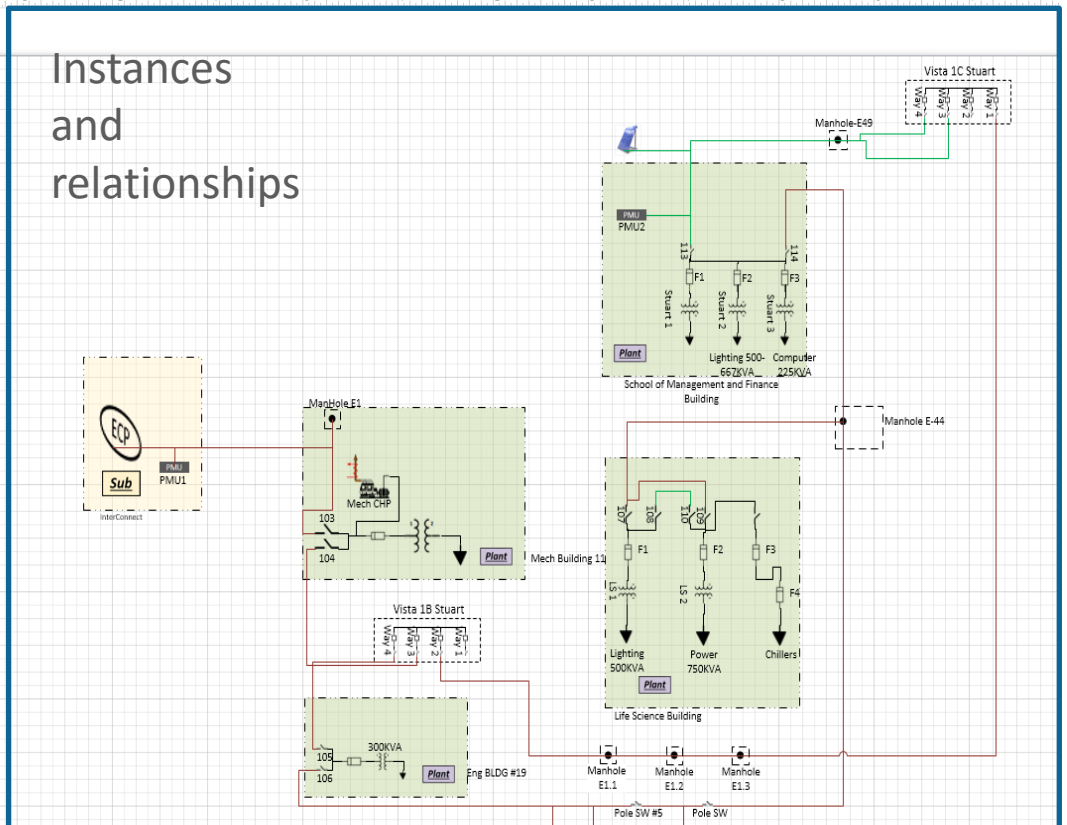 Instances
and
relationships
Vista 1C Stuart
Way 4
Way 3
Way 2
Way 1
Manhole-E49
PMU
PMU2
113
114
F1
F2
F3
Stuart 1
Stuart 2
Stuart 3
Plant
Lighting 500-
667KVA
Computer
225KVA
School of Management and Finance
Building
Manhole E-44
ECP
Sub
PMU
PMU1
InterConnect
ManHole E1
Mech CHP
103
104
Plant
Mech Building 11
107
108
110
109
F1
F2
F3
F4
LS 1
LS 2
Lighting
500KVA
Power
750KVA
Chillers
Plant
Life Science Building
Vista 1B Stuart
Way 4
Way 3
Way 2
Way 1
300KVA
105
106
Plant
Eng BLDG #19
Manhole
E1.1
Manhole
E1.2
Manhole
E1.3
Pole SW #5
Pole SW